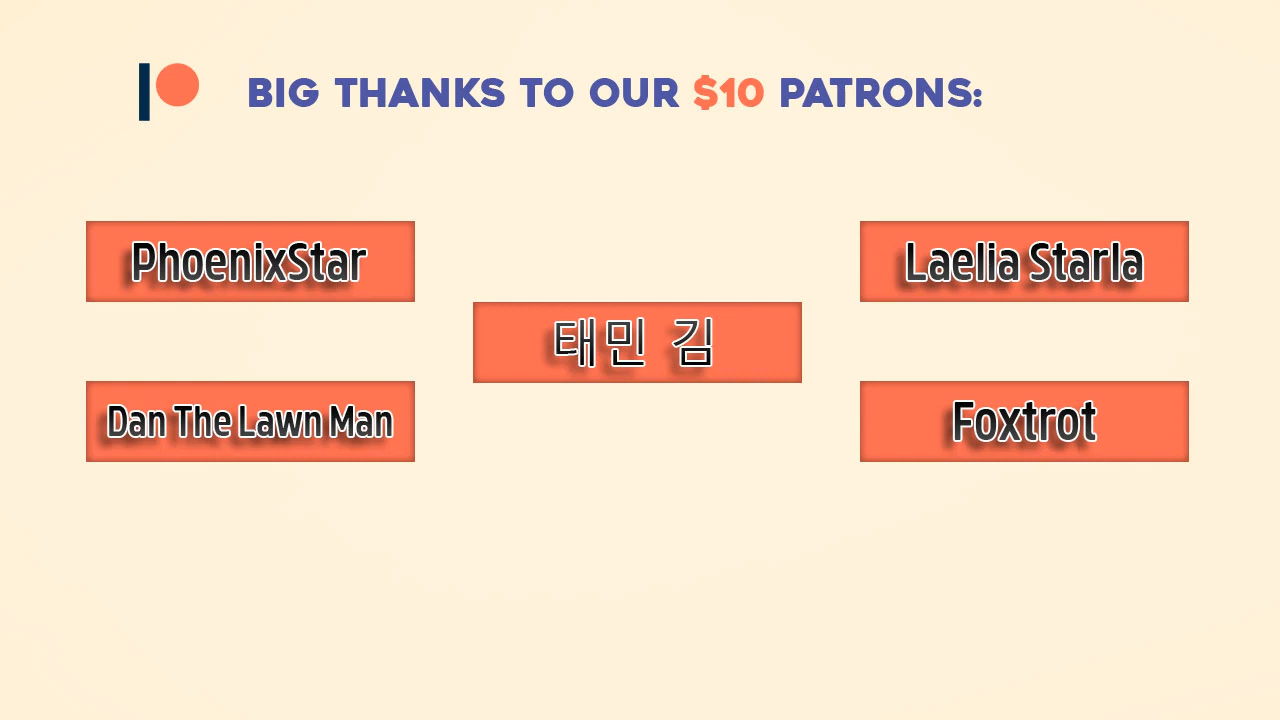 BIG THANKS TO OUR $10 PATRONS:
PhoenixStar
Laelia Starla
태민 김
Dan The Lawn Man
Foxtrot